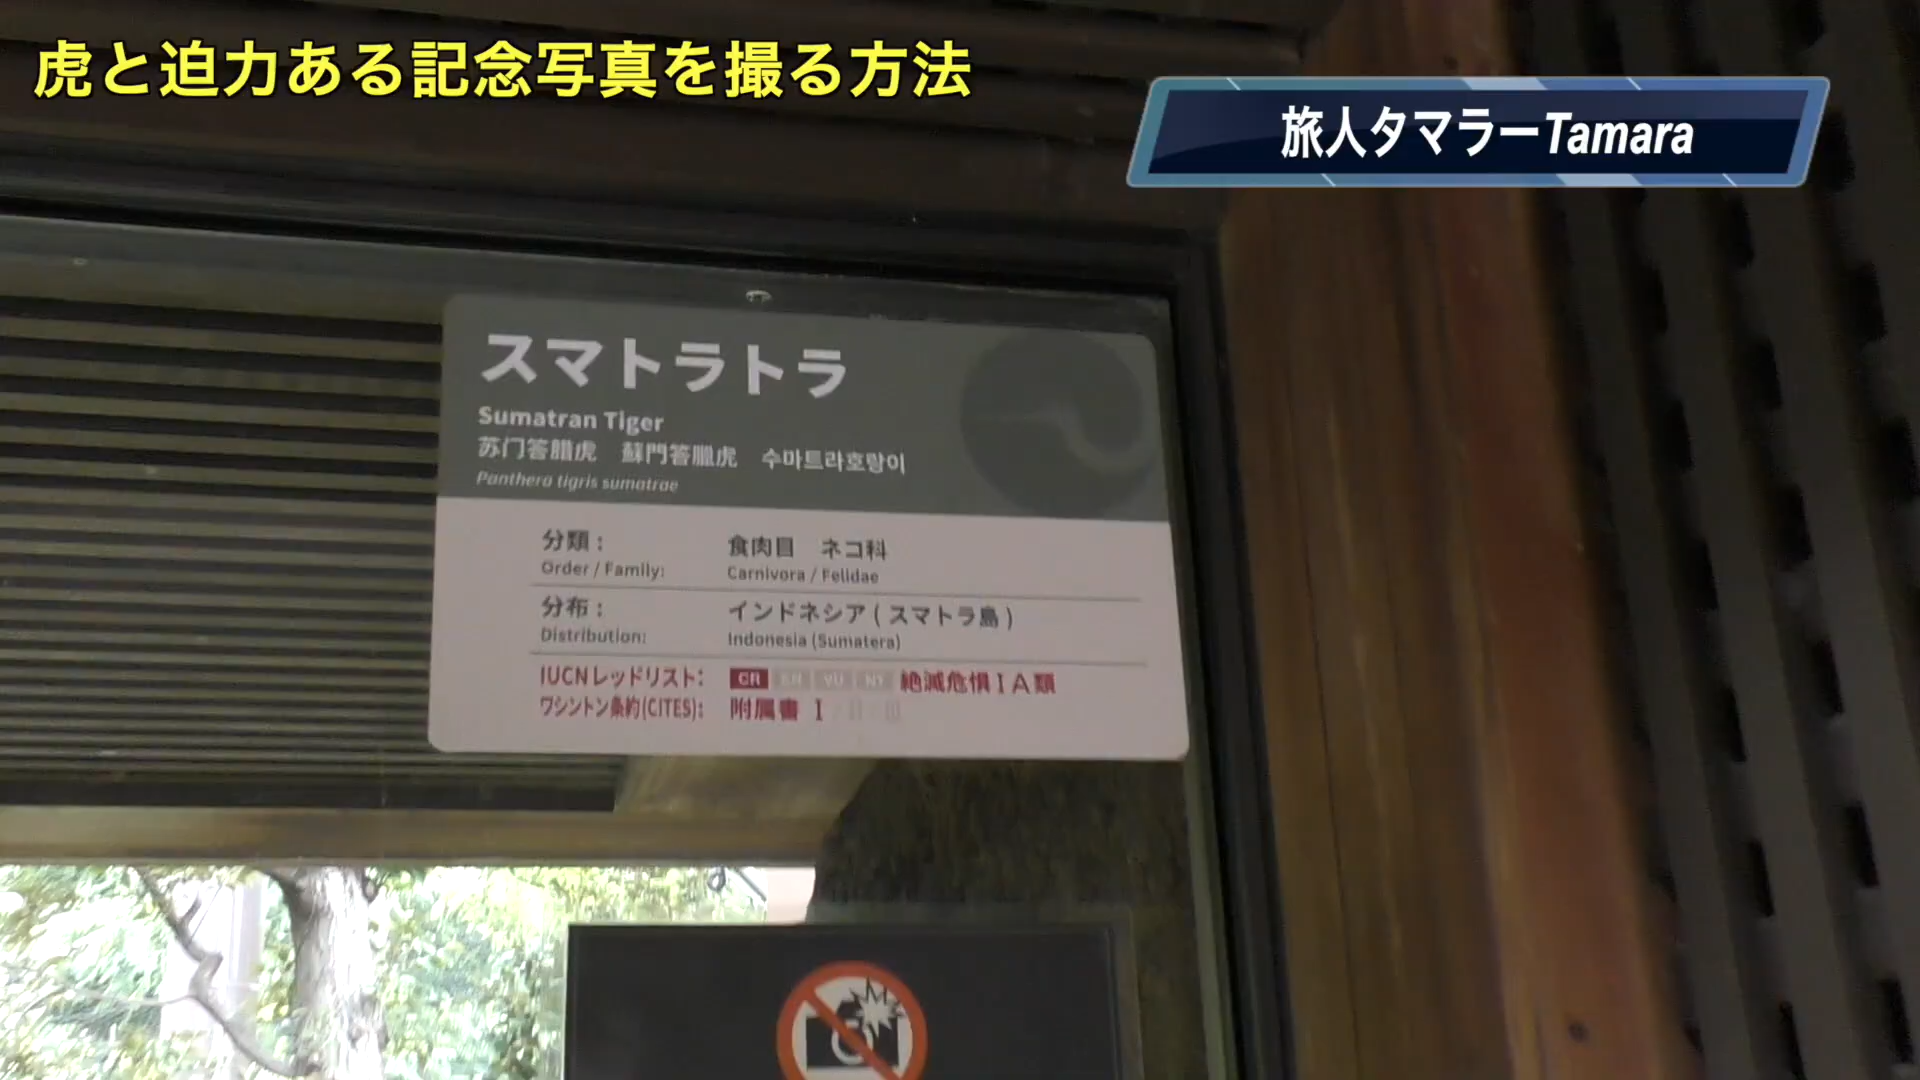 虎と迫力ある記念写真を撮る方法
旅人タマラーTamara
スマトラトラ
Sumatran Tiger
苏门答腊虎 蘇門答臘虎 수마트라호랑이
Panthera tigris sumatrae
分類: 食肉目 ネコ科
Order / Family: Carnivora / Felidae
分布: インドネシア(スマトラ島)
Distribution: Indonesia (Sumatera)
IUCNレッドリスト: CR EN VU NT 絶滅危惧ⅠA類
ワシントン条約(CITES): 附属書 Ⅰ / Ⅱ / Ⅲ